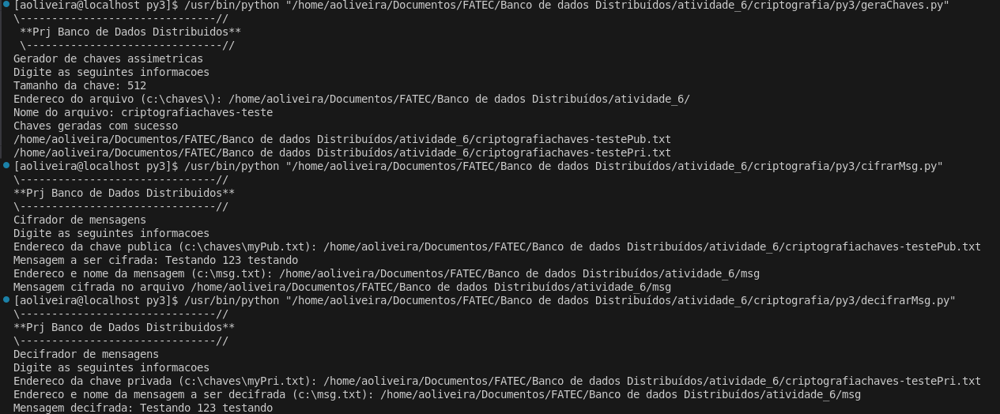 [aoliveira@localhost py3]$ /usr/bin/python "/home/aoliveira/Documentos/FATEC/Banco de dados Distribuídos/atividade_6/criptografia/py3/geraChaves.py"
\-------------------------------//
 **Prj Banco de Dados Distribuidos**
 \-------------------------------//
Gerador de chaves assimetricas
Digite as seguintes informacoes
Tamanho da chave: 512
Endereco do arquivo (c:\chaves\): /home/aoliveira/Documentos/FATEC/Banco de dados Distribuídos/atividade_6/
Nome do arquivo: criptografiachaves-teste
Chaves geradas com sucesso
/home/aoliveira/Documentos/FATEC/Banco de dados Distribuídos/atividade_6/criptografiachaves-testePub.txt
/home/aoliveira/Documentos/FATEC/Banco de dados Distribuídos/atividade_6/criptografiachaves-testePri.txt
[aoliveira@localhost py3]$ /usr/bin/python "/home/aoliveira/Documentos/FATEC/Banco de dados Distribuídos/atividade_6/criptografia/py3/cifrarMsg.py"
\-------------------------------//
**Prj Banco de Dados Distribuidos**
\-------------------------------//
Cifrador de mensagens
Digite as seguintes informacoes
Endereco da chave publica (c:\chaves\myPub.txt): /home/aoliveira/Documentos/FATEC/Banco de dados Distribuídos/atividade_6/criptografiachaves-testePub.txt
Mensagem a ser cifrada: Testando 123 testando
Endereco e nome da mensagem (c:\msg.txt): /home/aoliveira/Documentos/FATEC/Banco de dados Distribuídos/atividade_6/msg
Mensagem cifrada no arquivo /home/aoliveira/Documentos/FATEC/Banco de dados Distribuídos/atividade_6/msg
[aoliveira@localhost py3]$ /usr/bin/python "/home/aoliveira/Documentos/FATEC/Banco de dados Distribuídos/atividade_6/criptografia/py3/decifrarMsg.py"
\-------------------------------//
**Prj Banco de Dados Distribuidos**
\-------------------------------//
Decifrador de mensagens
Digite as seguintes informacoes
Endereco da chave privada (c:\chaves\myPri.txt): /home/aoliveira/Documentos/FATEC/Banco de dados Distribuídos/atividade_6/criptografiachaves-testePri.txt
Endereco e nome da mensagem a ser decifrada (c:\msg.txt): /home/aoliveira/Documentos/FATEC/Banco de dados Distribuídos/atividade_6/msg
Mensagem decifrada: Testando 123 testando